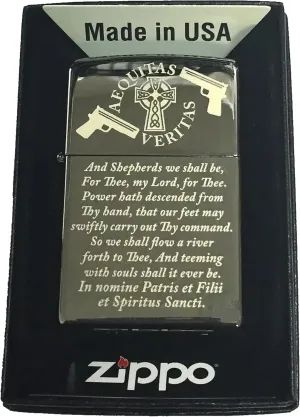 Made in USA
AEQUITAS
VERITAS
And Shepherds we shall be,
For Thee, my Lord, for Thee.
Power hath descended from
Thy hand, that our feet may
swiftly carry out Thy command.
So we shall flow a river
forth to Thee, And teeming
with souls shall it ever be.
In nomine Patris et Filii
et Spiritus Sancti.
zippo